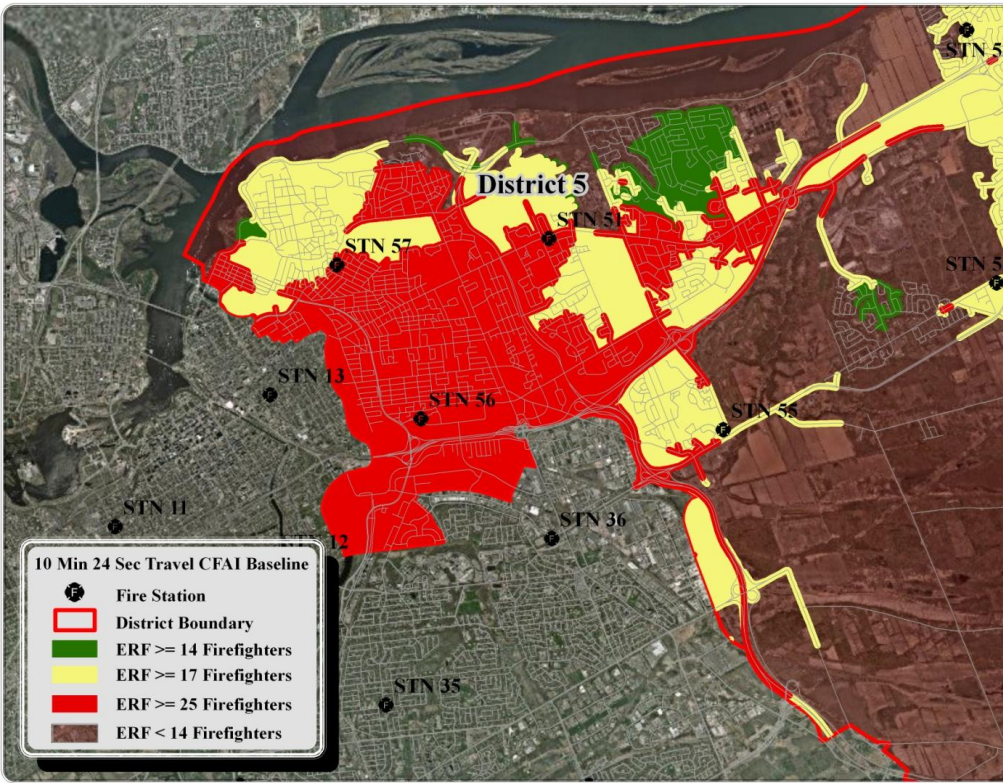 STN 5
District 5
STN 51
STN 57
STN 5
STN 13
STN 56
STN 55
STN 11
STN 36
12
10 Min 24 Sec Travel CFAI Baseline
Fire Station
District Boundary
ERF >= 14 Firefighters
ERF >= 17 Firefighters
ERF >= 25 Firefighters
ERF < 14 Firefighters
STN 35